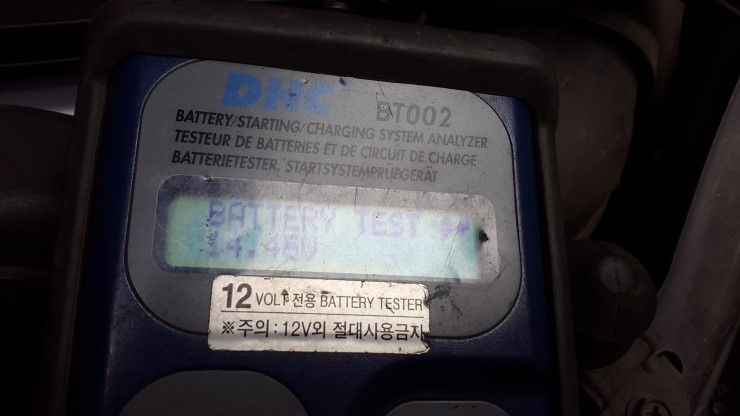 DHC BT002
BATTERY/STARTING/CHARGING SYSTEM ANALYZER
TESTEUR DE BATTERIES ET DE CIRCUIT DE CHARGE
BATTERIETESTER, STARTSYSTEMPRÜEGERÄT
BATTERY TEST
14.46V
12 VOLT 전용 BATTERY TESTER
※주의 : 12V외 절대사용금지